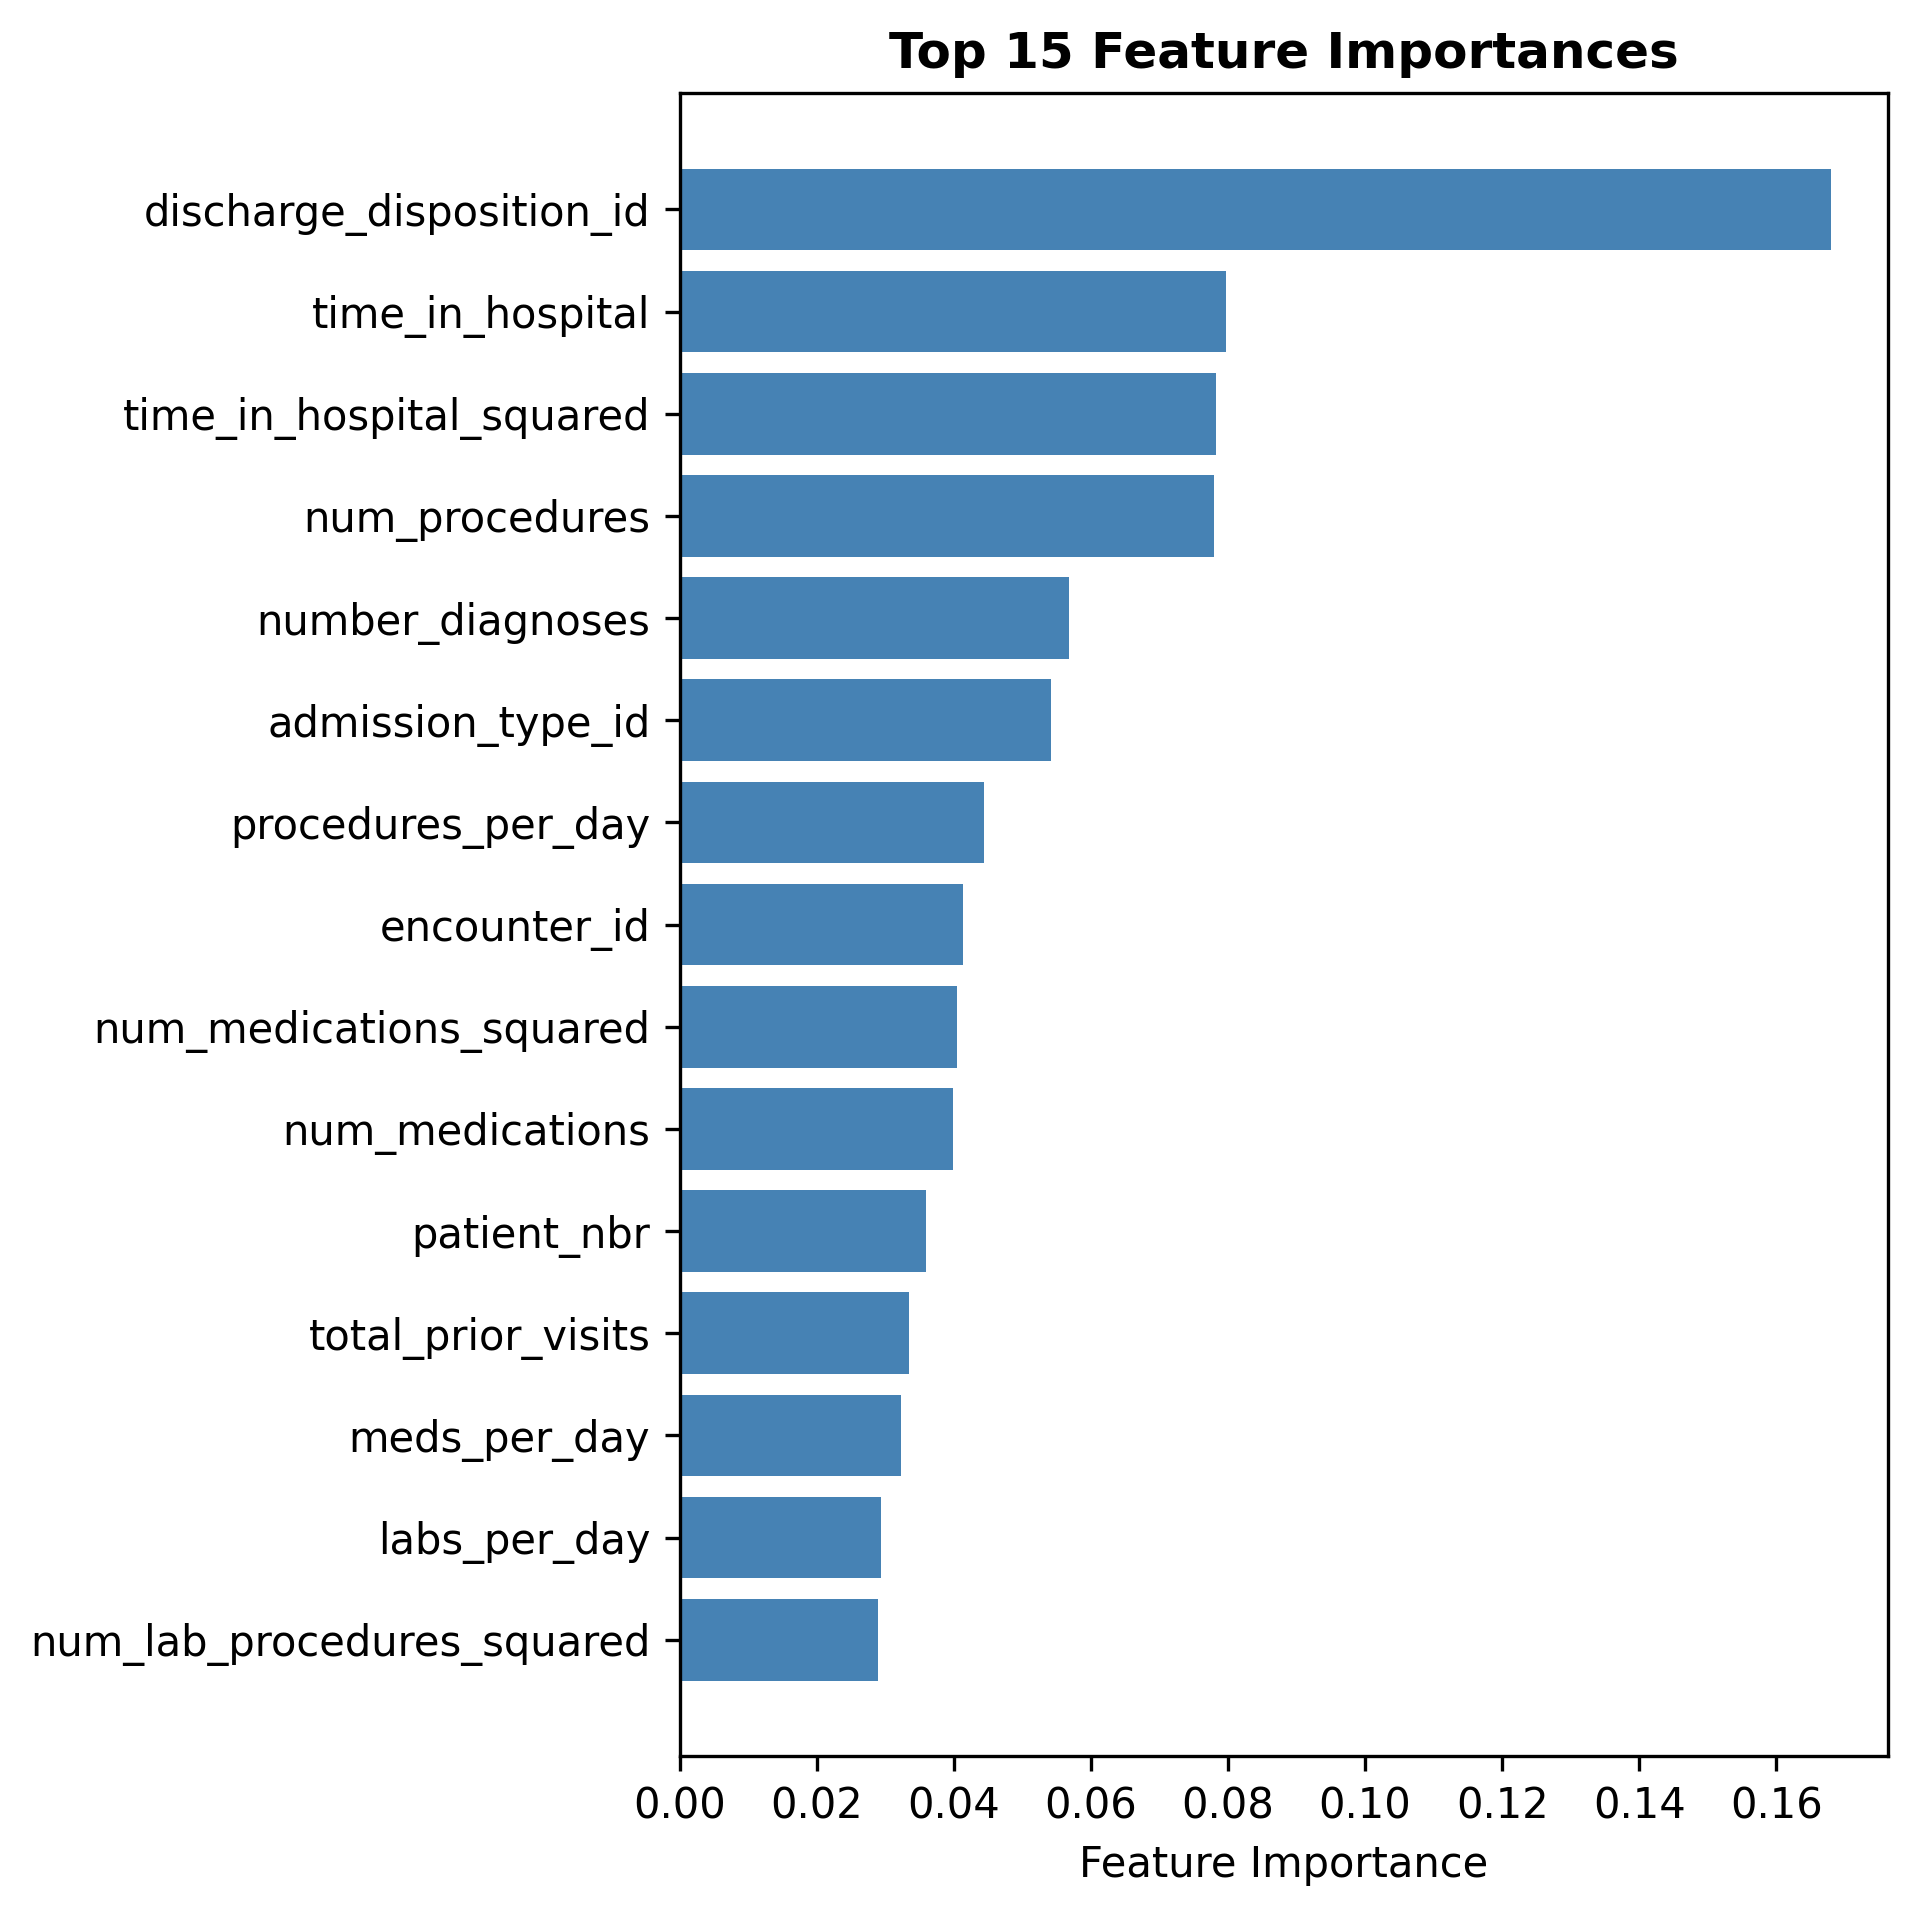 Top 15 Feature Importances
discharge_disposition_id
time_in_hospital
time_in_hospital_squared
num_procedures
number_diagnoses
admission_type_id
procedures_per_day
encounter_id
num_medications_squared
num_medications
patient_nbr
total_prior_visits
meds_per_day
labs_per_day
num_lab_procedures_squared
0.00 0.02 0.04 0.06 0.08 0.10 0.12 0.14 0.16
Feature Importance